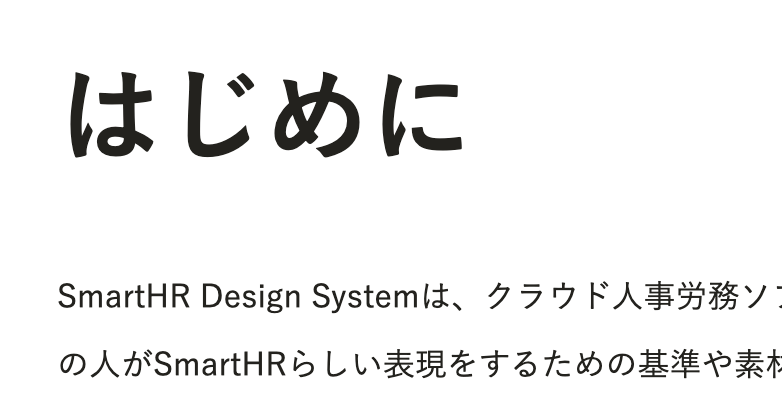 はじめに
SmartHR Design Systemは、クラウド人事労務ソフ
の人がSmartHRらしい表現をするための基準や素材